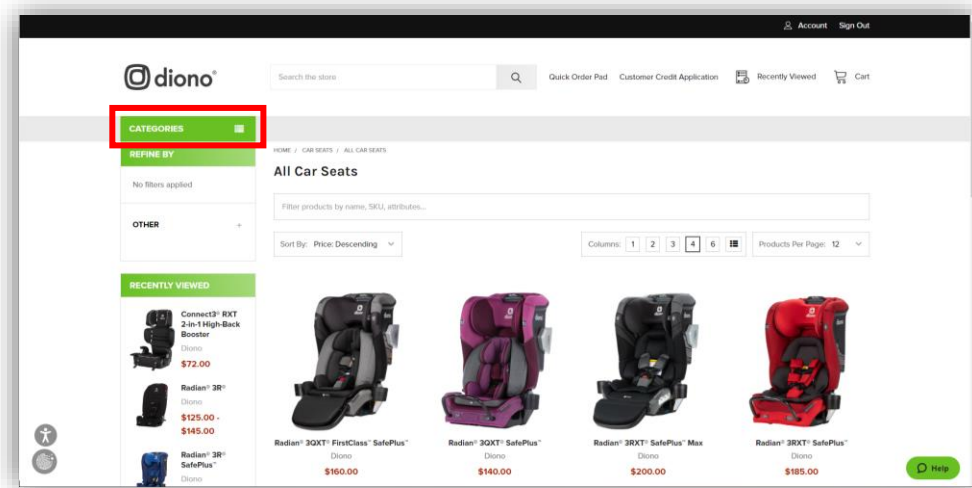 Account Sign Out
diono®
Search the store
Quick Order Pad Customer Credit Application Recently Viewed Cart
CATEGORIES
REFINE BY
No filters applied
OTHER +
RECENTLY VIEWED
Connect3® RXT
2-in-1 High-Back
Booster
Diono
$72.00
Radian® 3R®
Diono
$125.00 -
$145.00
Radian® 3R®
SafePlus™
Diono
HOME / CAR SEATS / ALL CAR SEATS
All Car Seats
Filter products by name, SKU, attributes...
Sort By: Price: Descending
Columns: 1 2 3 4 6
Products Per Page: 12
Radian® 3QXT® FirstClass™ SafePlus™
Diono
$160.00
Radian® 3QXT® SafePlus™
Diono
$140.00
Radian® 3RXT® SafePlus™ Max
Diono
$200.00
Radian® 3RXT® SafePlus™
Diono
$185.00
Help